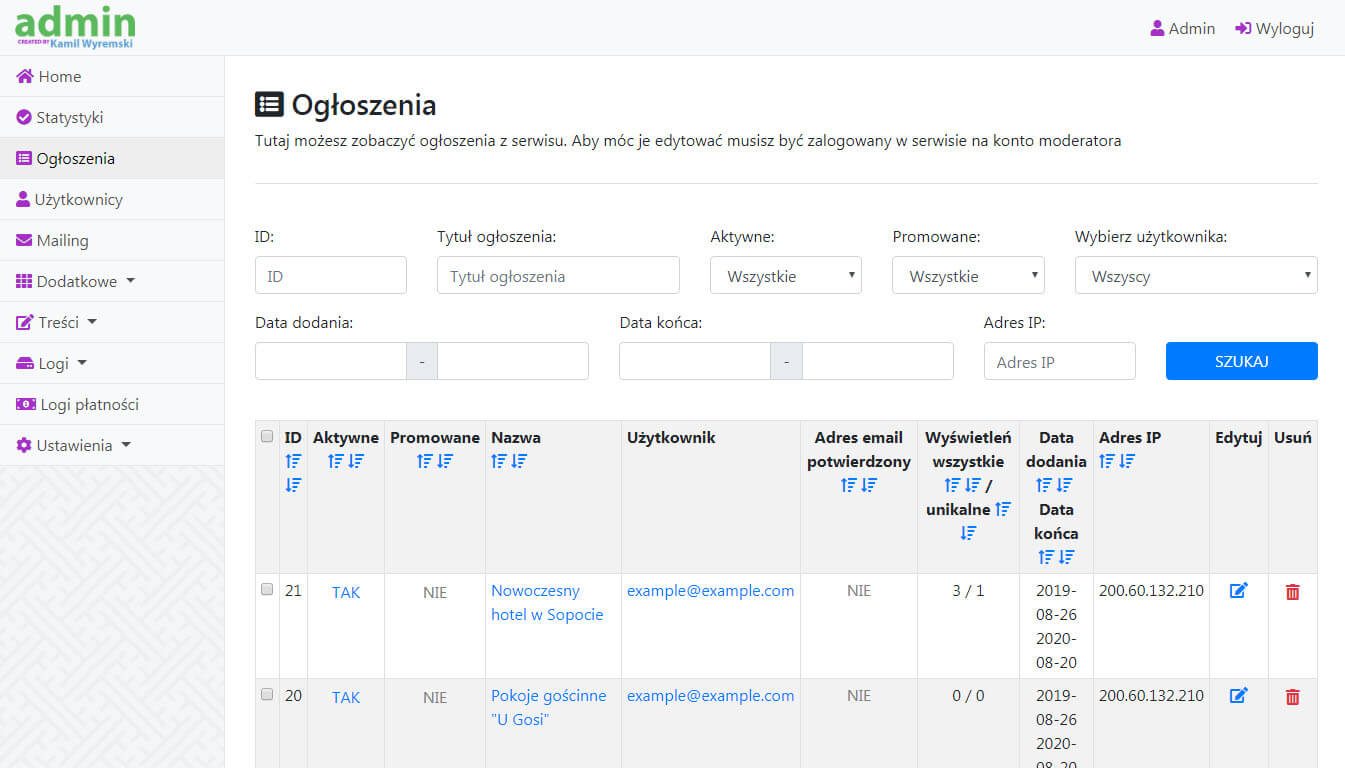 admin
CREATED BY Kamil Wyremski
Admin
Wyloguj
Home
Statystyki
Ogłoszenia
Użytkownicy
Mailing
Dodatkowe
Treści
Logi
Logi płatności
Ustawienia
Ogłoszenia
Tutaj możesz zobaczyć ogłoszenia z serwisu. Aby móc je edytować musisz być zalogowany w serwisie na konto moderatora
ID: Tytuł ogłoszenia: Aktywne: Promowane: Wybierz użytkownika:
ID Tytuł ogłoszenia Wszystkie Wszystkie Wszyscy
Data dodania: Data końca: Adres IP:
- - Adres IP SZUKAJ
ID Aktywne Promowane Nazwa Użytkownik Adres email Wyświetleń Data Adres IP Edytuj Usuń
potwierdzony wszystkie dodania
/
unikalne Data
końca
21 TAK NIE Nowoczesny example@example.com NIE 3 / 1 2019- 200.60.132.210
hotel w Sopocie 08-26
2020-
08-20
20 TAK NIE Pokoje gościnne example@example.com NIE 0 / 0 2019- 200.60.132.210
"U Gosi" 08-26
2020-
08-20